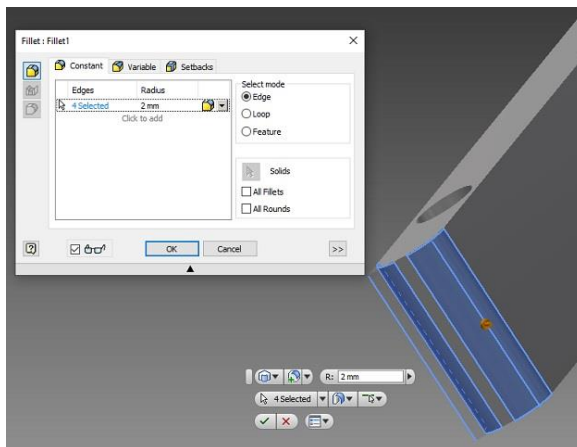 Fillet : Fillet1
Constant Variable Setbacks
Edges Radius
4 Selected 2 mm
Click to add
Select mode
Edge
Loop
Feature
Solids
All Fillets
All Rounds
OK Cancel >>
R: 2 mm
4 Selected